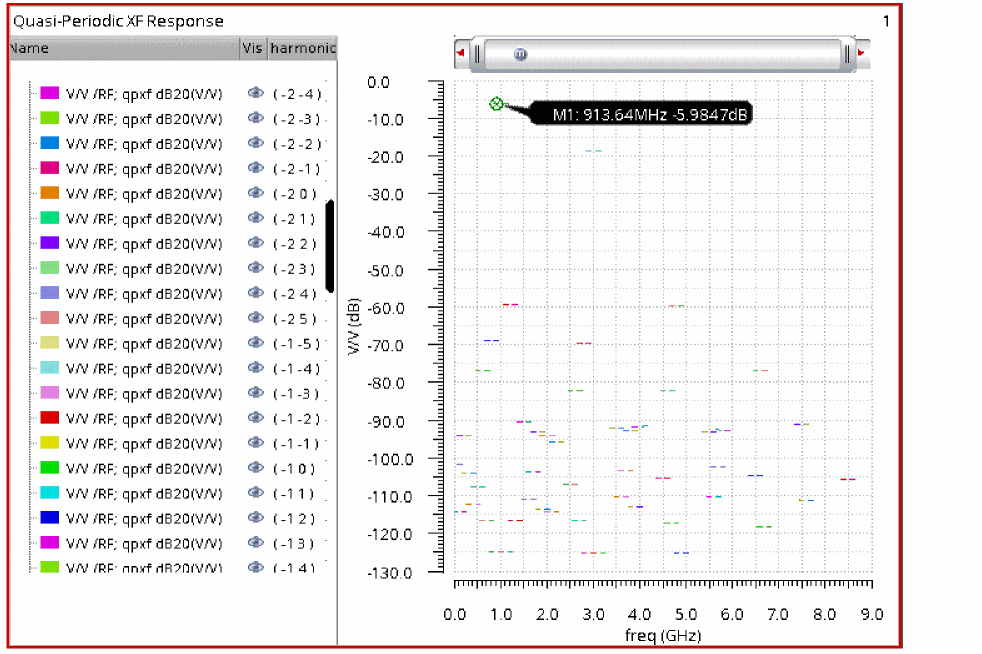 Quasi-Periodic XF Response
1
Name Vis harmonic
V/V /RF; qpxf dB20(V/V) (-2 -4)
V/V /RF; qpxf dB20(V/V) (-2 -3)
V/V /RF; qpxf dB20(V/V) (-2 -2)
V/V /RF; qpxf dB20(V/V) (-2 -1)
V/V /RF; qpxf dB20(V/V) (-2 0)
V/V /RF; qpxf dB20(V/V) (-2 1)
V/V /RF; qpxf dB20(V/V) (-2 2)
V/V /RF; qpxf dB20(V/V) (-2 3)
V/V /RF; qpxf dB20(V/V) (-2 4)
V/V /RF; qpxf dB20(V/V) (-2 5)
V/V /RF; qpxf dB20(V/V) (-1 -5)
V/V /RF; qpxf dB20(V/V) (-1 -4)
V/V /RF; qpxf dB20(V/V) (-1 -3)
V/V /RF; qpxf dB20(V/V) (-1 -2)
V/V /RF; qpxf dB20(V/V) (-1 -1)
V/V /RF; qpxf dB20(V/V) (-1 0)
V/V /RF; qpxf dB20(V/V) (-1 1)
V/V /RF; qpxf dB20(V/V) (-1 2)
V/V /RF; qpxf dB20(V/V) (-1 3)
V/V /RF; qpxf dB20(V/V) (-1 4)
V/V (dB)
0.0
-10.0
-20.0
-30.0
-40.0
-50.0
-60.0
-70.0
-80.0
-90.0
-100.0
-110.0
-120.0
-130.0
M1: 913.64MHz -5.9847dB
0.0 1.0 2.0 3.0 4.0 5.0 6.0 7.0 8.0 9.0
freq (GHz)